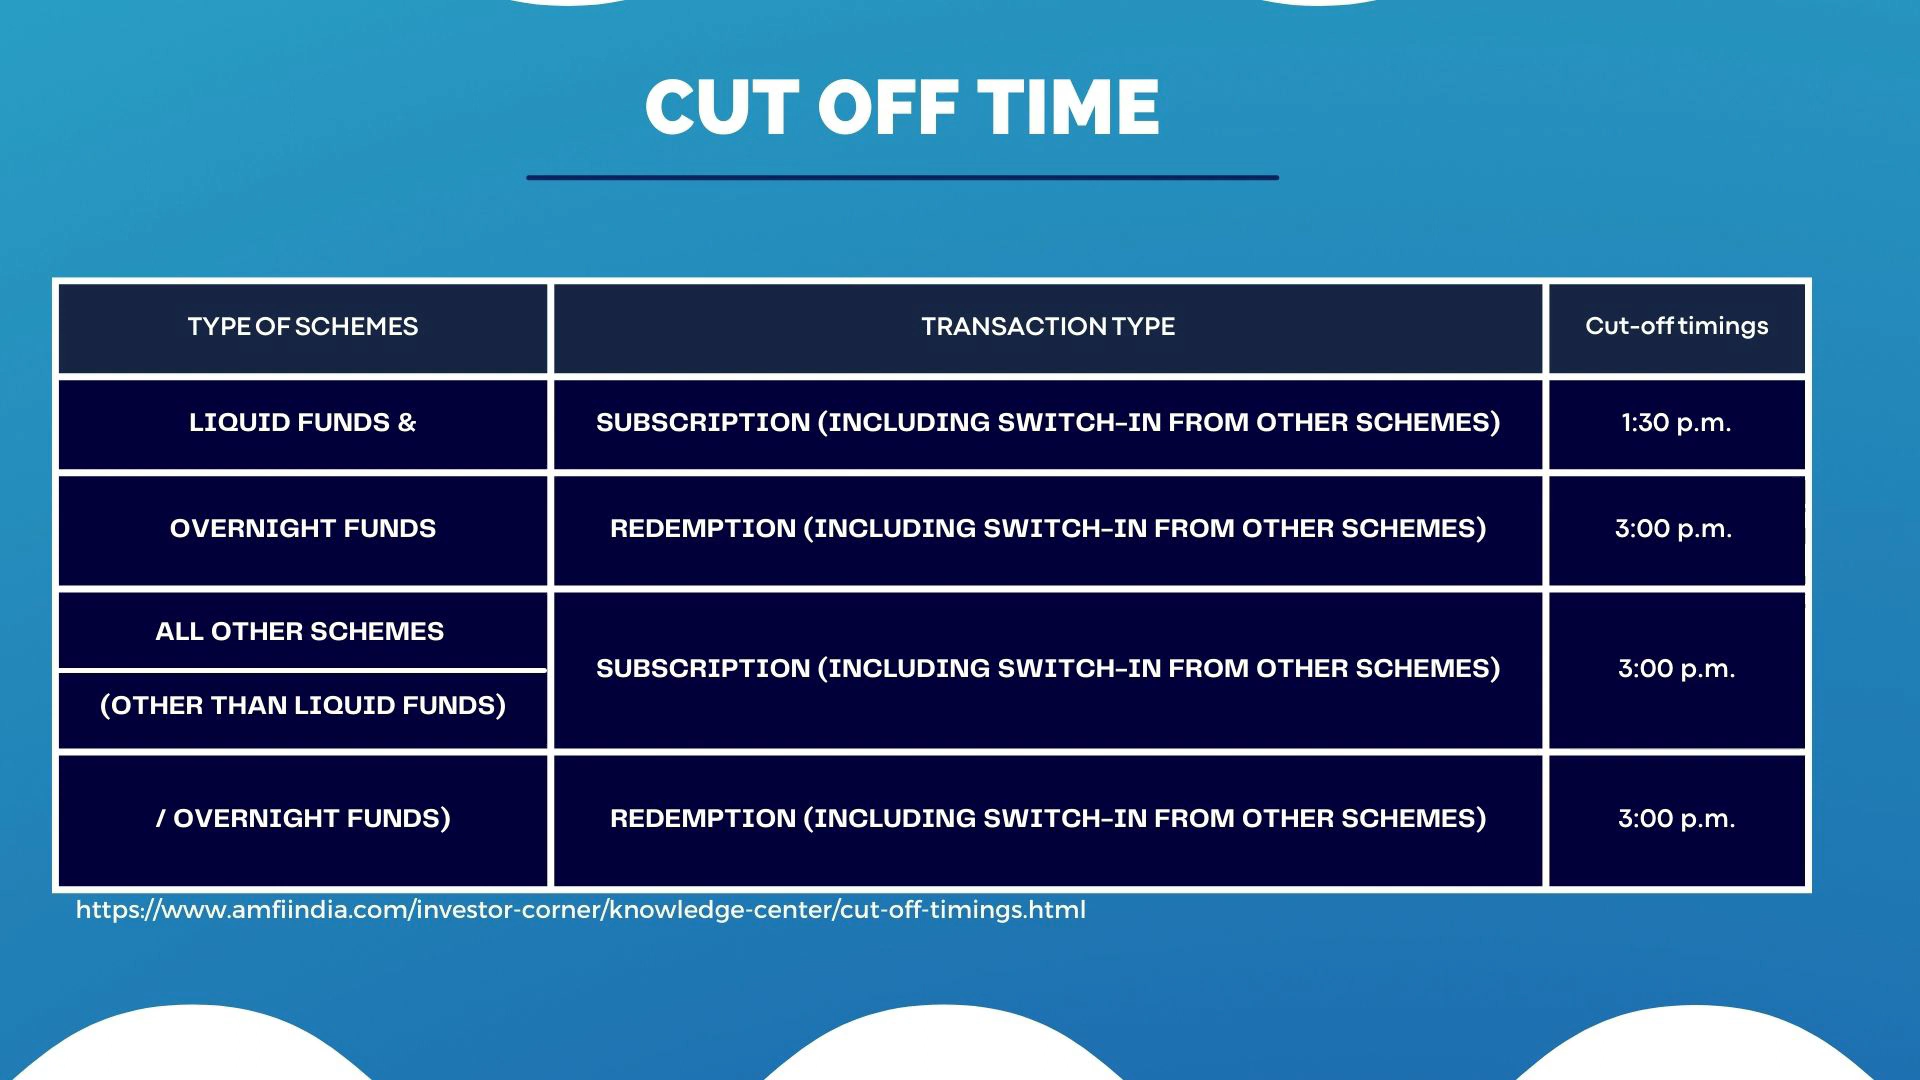 CUT OFF TIME
TYPE OF SCHEMES
TRANSACTION TYPE
Cut-off timings
LIQUID FUNDS &
SUBSCRIPTION (INCLUDING SWITCH-IN FROM OTHER SCHEMES)
1:30 p.m.
OVERNIGHT FUNDS
REDEMPTION (INCLUDING SWITCH-IN FROM OTHER SCHEMES)
3:00 p.m.
ALL OTHER SCHEMES
(OTHER THAN LIQUID FUNDS)
SUBSCRIPTION (INCLUDING SWITCH-IN FROM OTHER SCHEMES)
3:00 p.m.
/ OVERNIGHT FUNDS)
REDEMPTION (INCLUDING SWITCH-IN FROM OTHER SCHEMES)
3:00 p.m.
https://www.amfiindia.com/investor-corner/knowledge-center/cut-off-timings.html